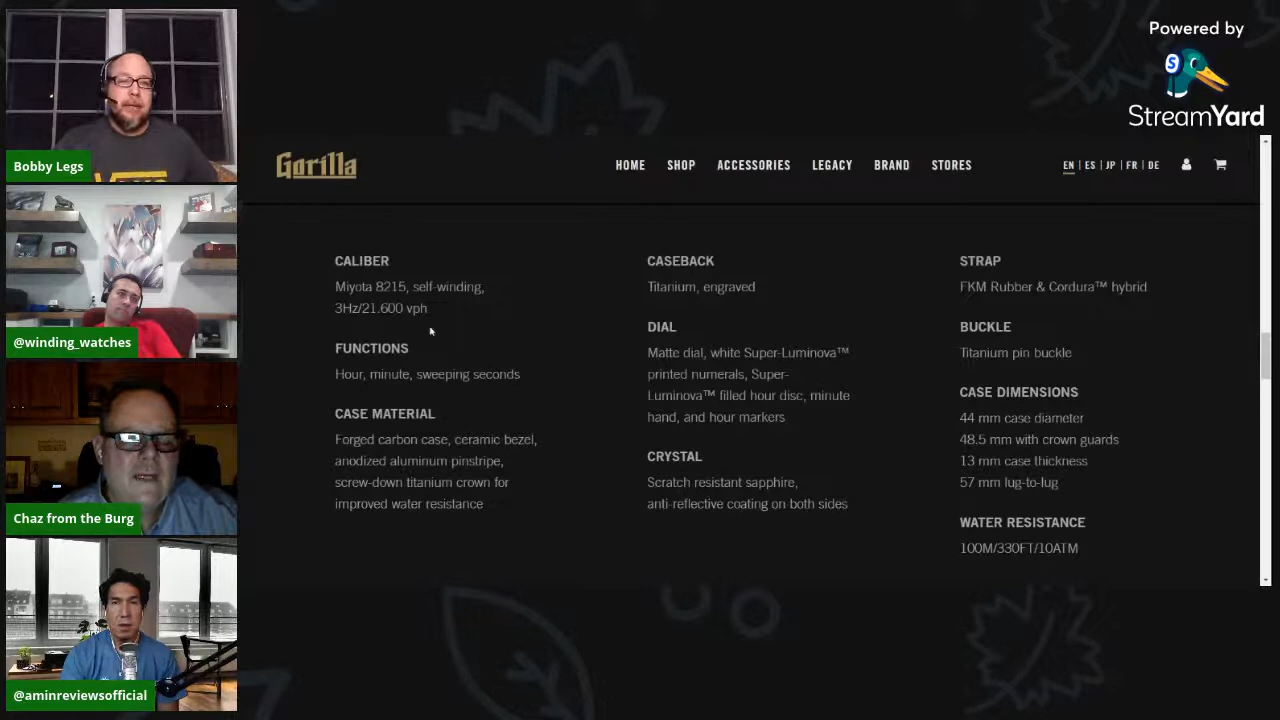 Bobby Legs
@winding_watches
Chaz from the Burg
@aminreviewsofficial
Powered by
StreamYard
Gorilla
HOME SHOP ACCESSORIES LEGACY BRAND STORES
EN | ES | JP | FR | DE
CALIBER
Miyota 8215, self-winding,
3Hz/21.600 vph
FUNCTIONS
Hour, minute, sweeping seconds
CASE MATERIAL
Forged carbon case, ceramic bezel,
anodized aluminum pinstripe,
screw-down titanium crown for
improved water resistance
CASEBACK
Titanium, engraved
DIAL
Matte dial, white Super-Luminova™
printed numerals, Super-
Luminova™ filled hour disc, minute
hand, and hour markers
CRYSTAL
Scratch resistant sapphire,
anti-reflective coating on both sides
STRAP
FKM Rubber & Cordura™ hybrid
BUCKLE
Titanium pin buckle
CASE DIMENSIONS
44 mm case diameter
48.5 mm with crown guards
13 mm case thickness
57 mm lug-to-lug
WATER RESISTANCE
100M/330FT/10ATM